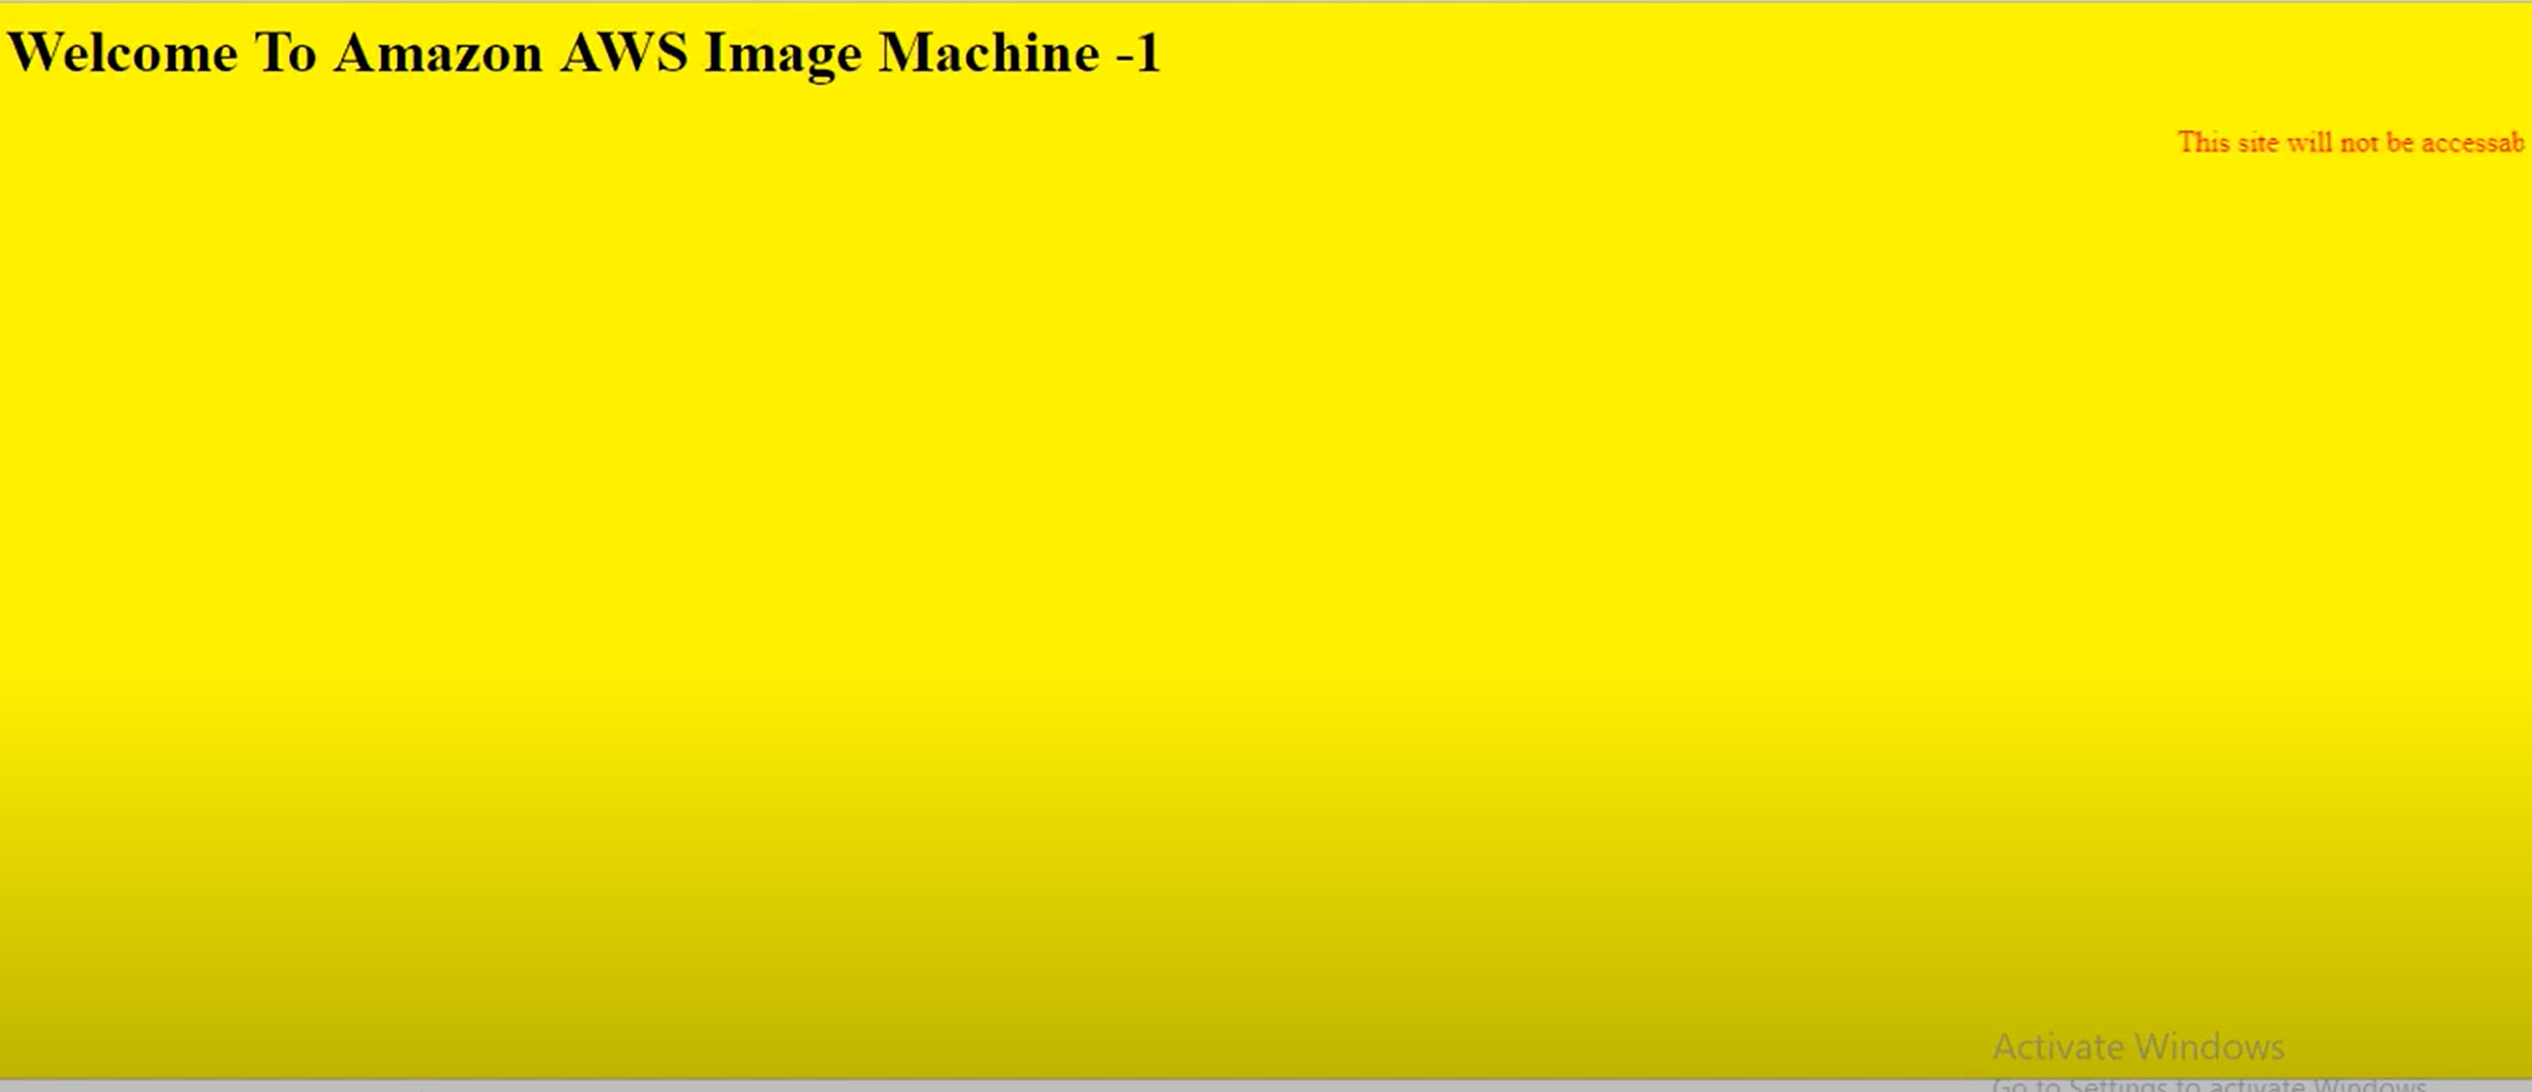 Welcome To Amazon AWS Image Machine -1
This site will not be accessab
Activate Windows
Go to Settings to activate Windows.